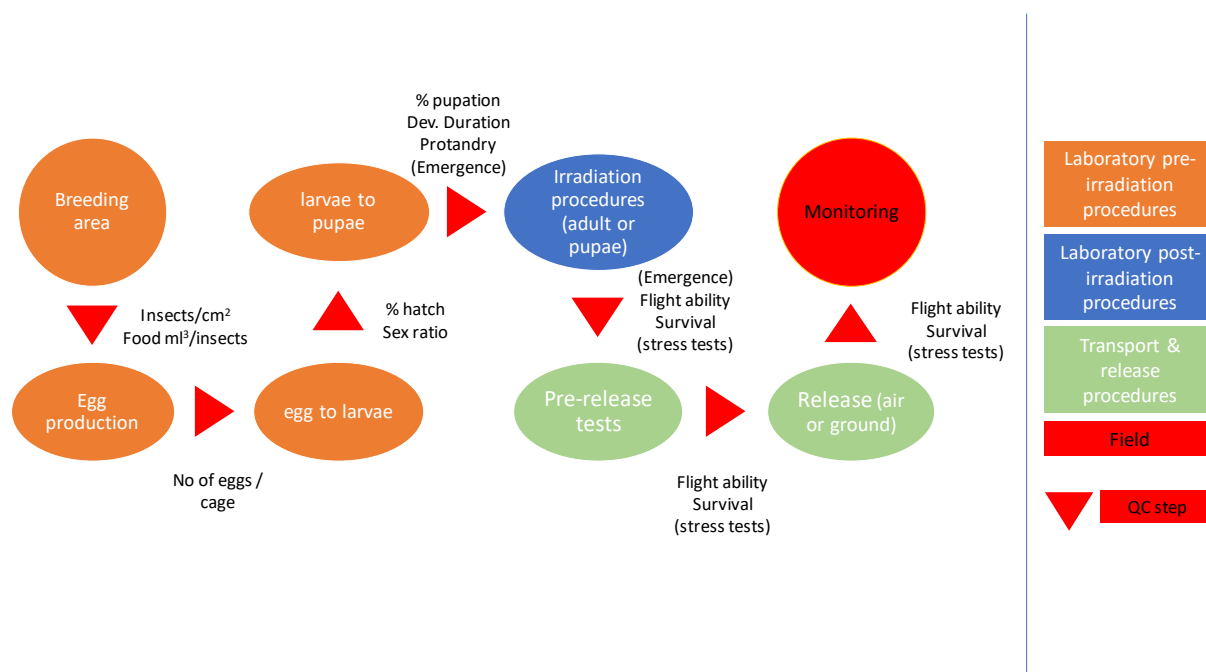 % pupation
Dev. Duration
Protandry
(Emergence)
Breeding
area
larvae to
pupae
Irradiation
procedures
(adult or
pupae)
Monitoring
Insects/cm²
Food ml³/insects
% hatch
Sex ratio
(Emergence)
Flight ability
Survival
(stress tests)
Flight ability
Survival
(stress tests)
Egg
production
egg to larvae
Pre-release
tests
Release (air
or ground)
No of eggs /
cage
Flight ability
Survival
(stress tests)
Laboratory pre-
irradiation
procedures
Laboratory post-
irradiation
procedures
Transport &
release
procedures
Field
QC step